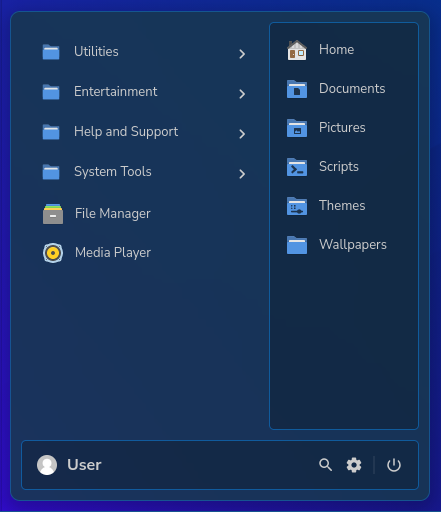 Utilities
Entertainment
Help and Support
System Tools
File Manager
Media Player
Home
Documents
Pictures
Scripts
Themes
Wallpapers
User